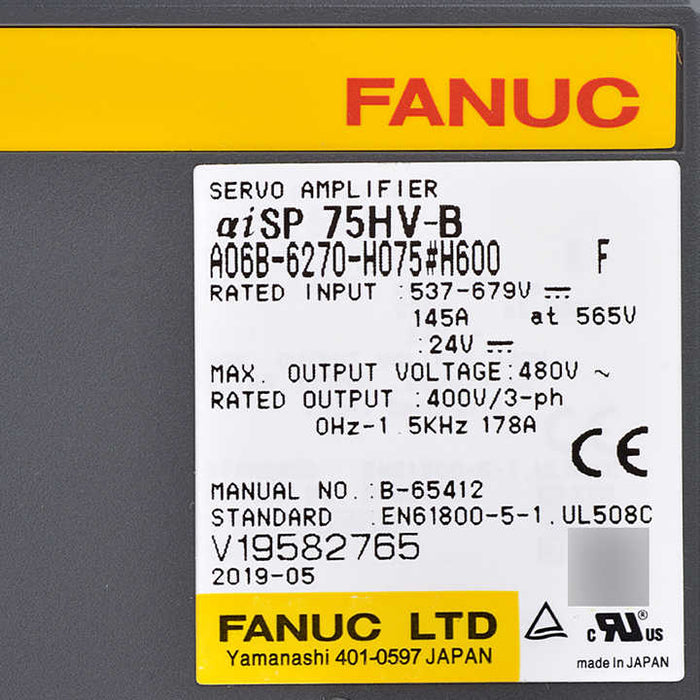 FANUC
SERVO AMPLIFIER
αiSP 75HV-B
A06B-6270-H075#H600 F
RATED INPUT :537-679V ⎓
145A at 565V
:24V ⎓
MAX. OUTPUT VOLTAGE:480V ~
RATED OUTPUT :400V/3-ph
0Hz-1.5KHz 178A
CE
MANUAL NO. :B-65412
STANDARD :EN61800-5-1.UL508C
V19582765
2019-05
FANUC LTD
Yamanashi 401-0597 JAPAN
c RU® US
made in JAPAN